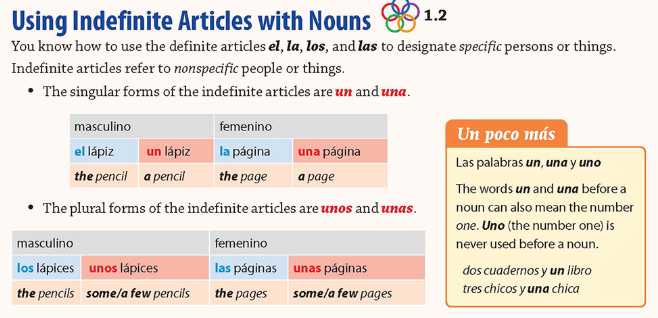 Using Indefinite Articles with Nouns 1.2
You know how to use the definite articles el, la, los, and las to designate specific persons or things.
Indefinite articles refer to nonspecific people or things.
• The singular forms of the indefinite articles are un and una.
masculino femenino
el lápiz un lápiz la página una página
the pencil a pencil the page a page
• The plural forms of the indefinite articles are unos and unas.
masculino femenino
los lápices unos lápices las páginas unas páginas
the pencils some/a few pencils the pages some/a few pages
Un poco más
Las palabras un, una y uno
The words un and una before a
noun can also mean the number
one. Uno (the number one) is
never used before a noun.
dos cuadernos y un libro
tres chicos y una chica